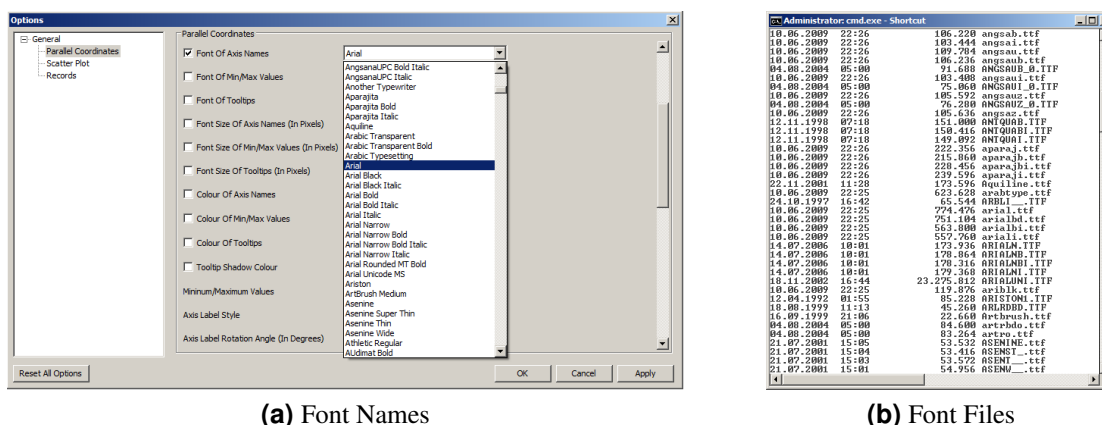 Options
General
Parallel Coordinates
Scatter Plot
Records
Parallel Coordinates
Font Of Axis Names
Arial
Font Of Min/Max Values
Font Of Tooltips
Font Size Of Axis Names (In Pixels)
Font Size Of Min/Max Values (In Pixels)
Font Size Of Tooltips (In Pixels)
Colour Of Axis Names
Colour Of Min/Max Values
Colour Of Tooltips
Tooltip Shadow Colour
Mininum/Maximum Values
Axis Label Style
Axis Label Rotation Angle (In Degrees)
AngsanaUPC Bold Italic
AngsanaUPC Italic
Another Typewriter
Aparajita
Aparajita Bold
Aparajita Italic
Aquiline
Arabic Transparent
Arabic Transparent Bold
Arabic Typesetting
Arial
Arial Black
Arial Black Italic
Arial Bold
Arial Bold Italic
Arial Italic
Arial Narrow
Arial Narrow Bold
Arial Narrow Bold Italic
Arial Narrow Italic
Arial Rounded MT Bold
Arial Unicode MS
Ariston
ArtBrush Medium
Asenine
Asenine Super Thin
Asenine Thin
Asenine Wide
Athletic Regular
AUdimat Bold
Reset All Options
OK
Cancel
Apply
(a) Font Names
Administrator: cmd.exe - Shortcut
10.06.2009 22:26 106.220 angsab.ttf
10.06.2009 22:26 103.444 angsai.ttf
10.06.2009 22:26 109.784 angsau.ttf
10.06.2009 22:26 106.236 angsaub.ttf
04.08.2004 05:00 91.688 ANGSAUB_0.TTF
10.06.2009 22:26 103.408 angsaui.ttf
04.08.2004 05:00 75.060 ANGSAUI_0.TTF
10.06.2009 22:26 105.592 angsauz.ttf
04.08.2004 05:00 76.280 ANGSAUZ_0.TTF
10.06.2009 22:26 105.636 angsaz.ttf
12.11.1998 07:18 151.000 ANTQUAB.TTF
12.11.1998 07:18 150.416 ANTQUABI.TTF
12.11.1998 07:18 149.092 ANTQUAI.TTF
10.06.2009 22:26 222.356 aparaj.ttf
10.06.2009 22:26 215.860 aparajb.ttf
10.06.2009 22:26 228.456 aparajbi.ttf
10.06.2009 22:26 239.596 aparaji.ttf
22.11.2001 11:28 173.596 Aquiline.ttf
10.06.2009 22:25 623.628 arabtype.ttf
24.10.1997 16:42 65.544 ARBLI__.TTF
10.06.2009 22:25 774.476 arial.ttf
10.06.2009 22:25 751.104 arialbd.ttf
10.06.2009 22:25 563.800 arialbi.ttf
10.06.2009 22:25 557.760 ariali.ttf
14.07.2006 10:01 173.936 ARIALN.TTF
14.07.2006 10:01 178.864 ARIALNB.TTF
14.07.2006 10:01 178.316 ARIALNBI.TTF
14.07.2006 10:01 179.368 ARIALNI.TTF
18.11.2002 16:44 23.275.812 ARIALUNI.TTF
10.06.2009 22:25 119.876 ariblk.ttf
12.04.1992 01:55 85.228 ARISTON1.TTF
18.08.1999 11:13 45.260 ARLRDBD.TTF
16.09.1999 21:06 22.660 Artbrush.ttf
04.08.2004 05:00 84.600 artrbdo.ttf
04.08.2004 05:00 83.264 artro.ttf
21.07.2001 15:05 53.532 ASENINE.ttf
21.07.2001 15:04 53.416 ASENST_.ttf
21.07.2001 15:03 53.572 ASENT__.ttf
21.07.2001 15:01 54.956 ASENW__.ttf
(b) Font Files